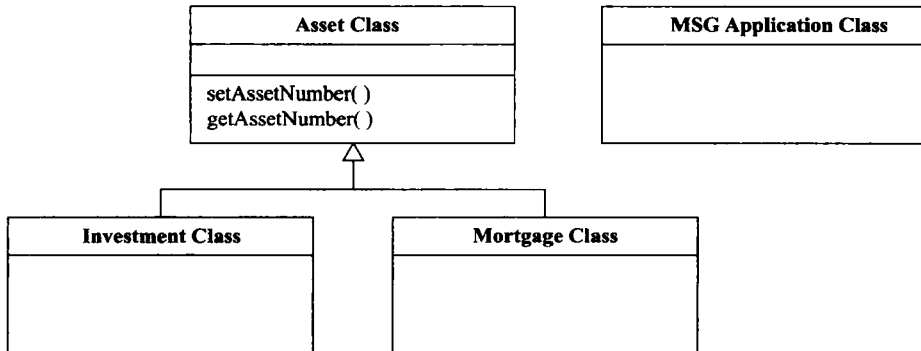 Asset Class
MSG Application Class
setAssetNumber( )
getAssetNumber( )
Investment Class
Mortgage Class